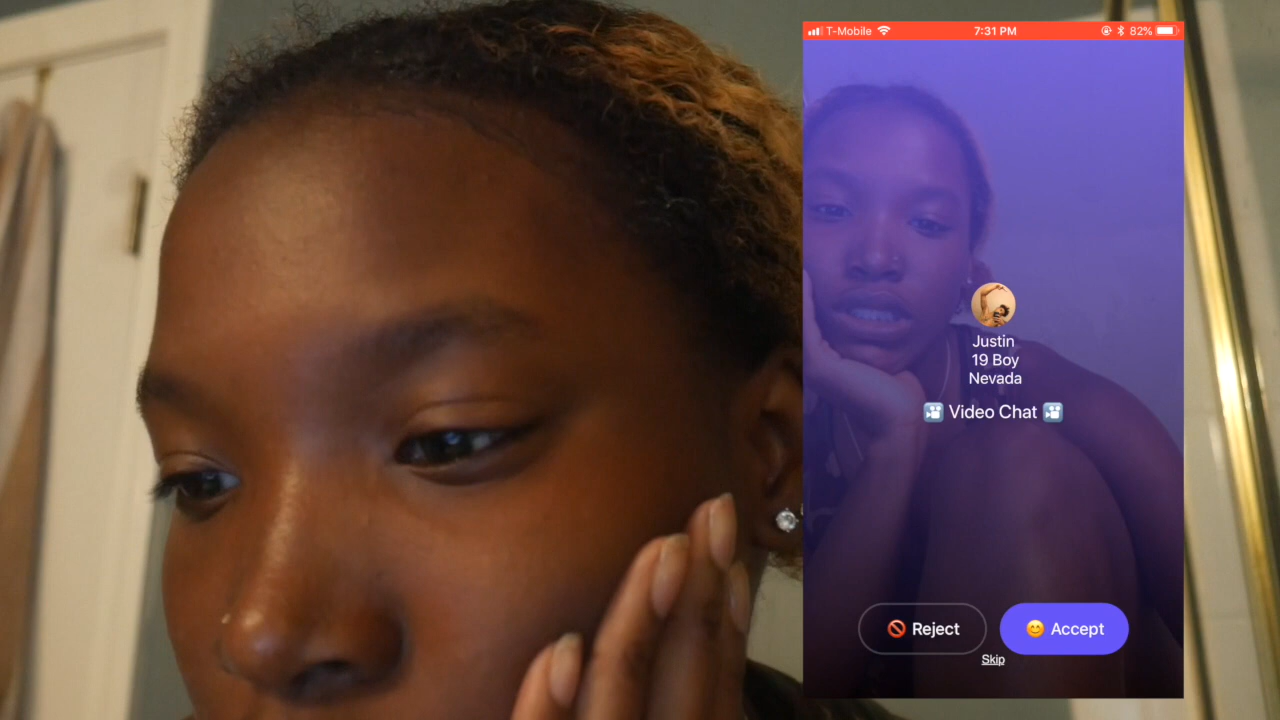 T-Mobile 7:31 PM 82%
Justin
19 Boy
Nevada
Video Chat
Reject Accept
Skip